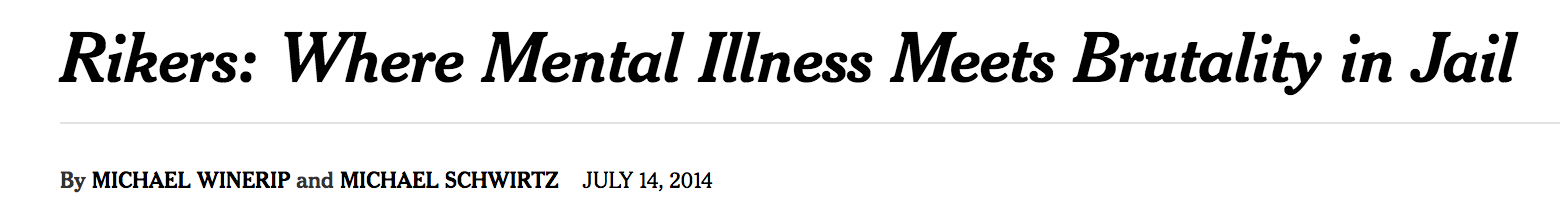 Rikers: Where Mental Illness Meets Brutality in Jail
By MICHAEL WINERIP and MICHAEL SCHWIRTZ JULY 14, 2014